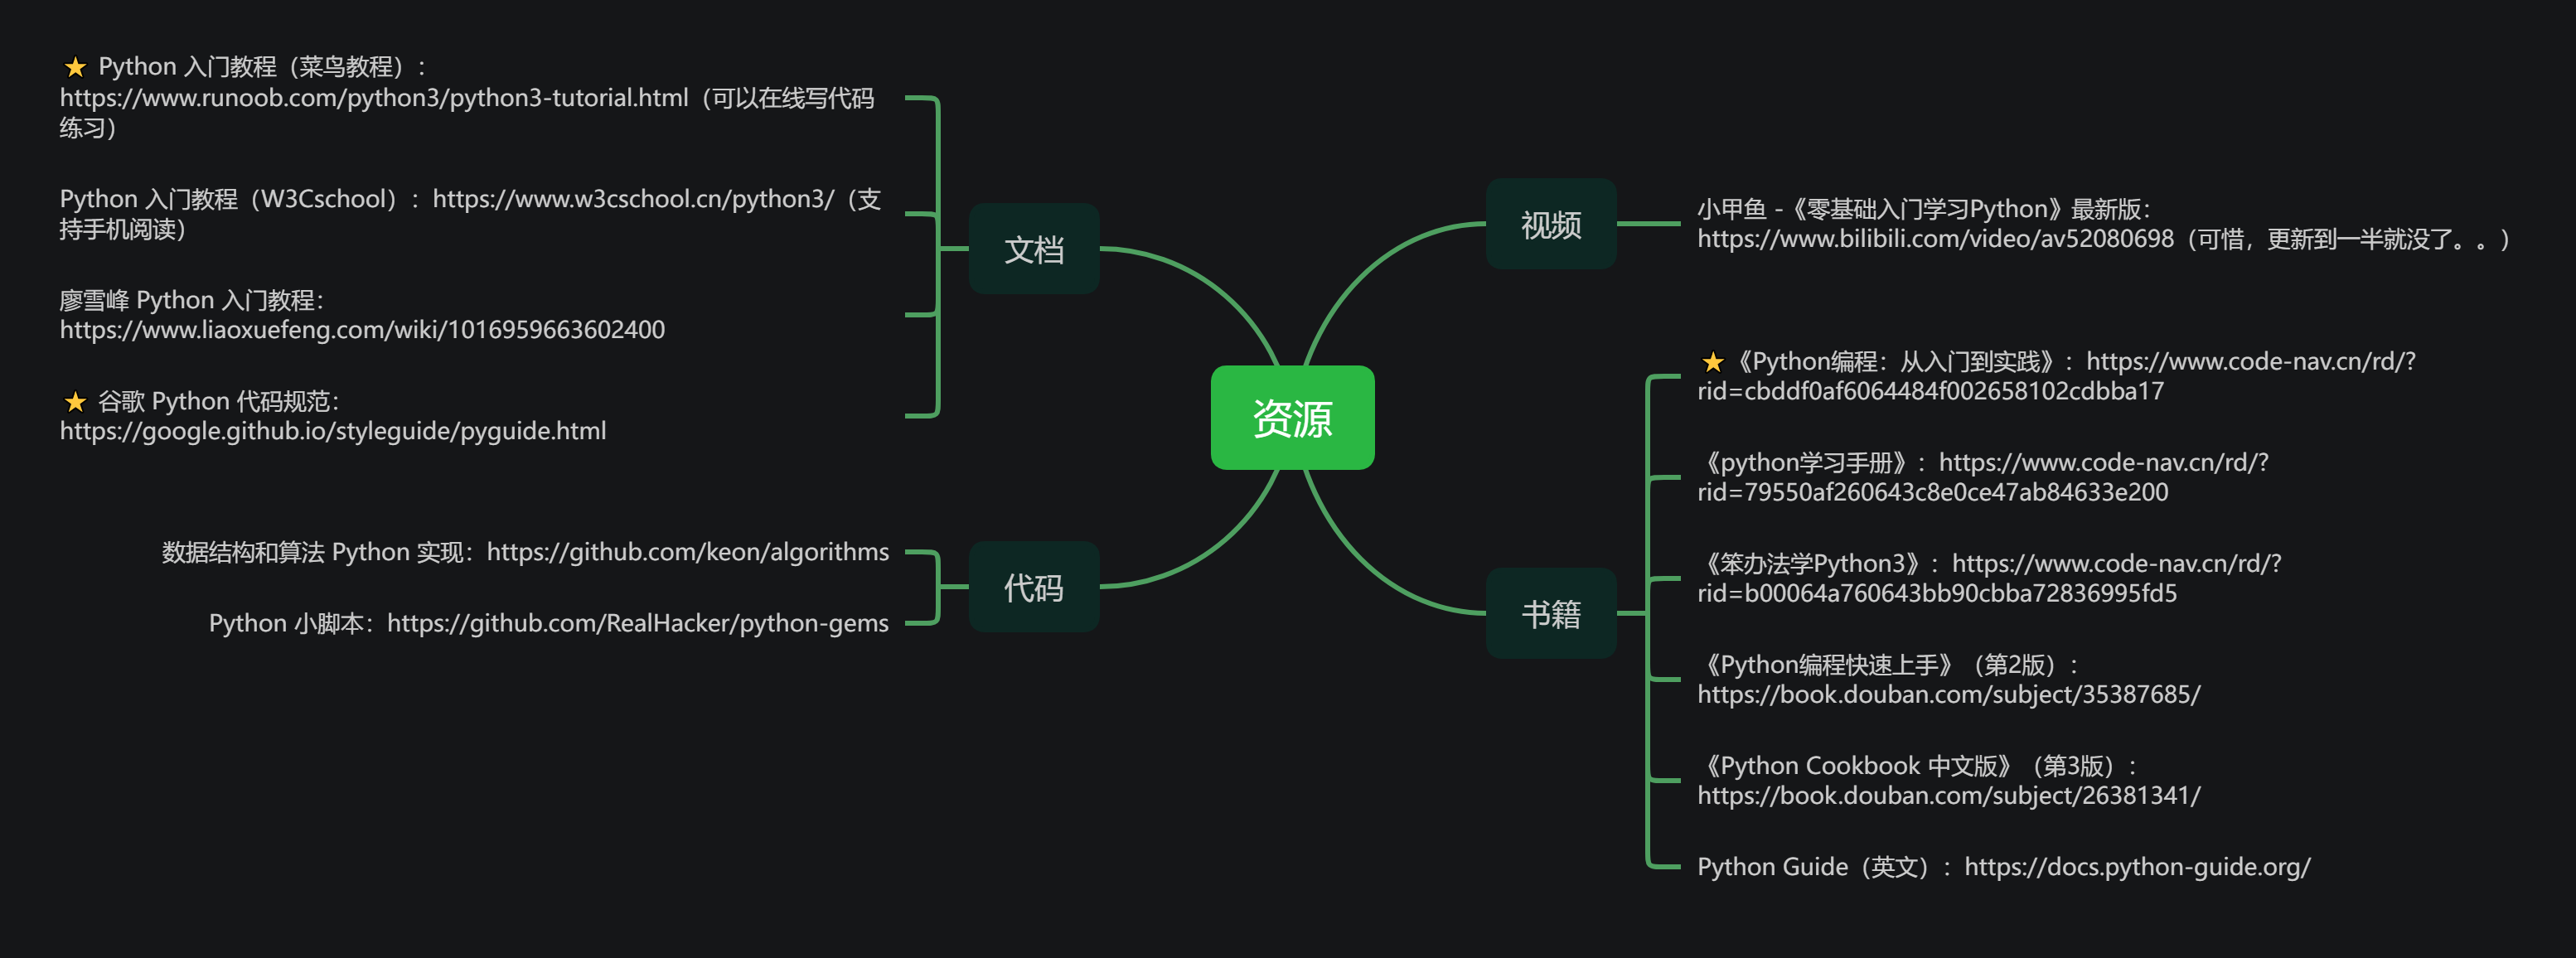 资源
文档
⭐ Python 入门教程（菜鸟教程）：
https://www.runoob.com/python3/python3-tutorial.html（可以在线写代码
练习）
Python 入门教程（W3Cschool）：https://www.w3cschool.cn/python3/（支
持手机阅读）
廖雪峰 Python 入门教程：
https://www.liaoxuefeng.com/wiki/1016959663602400
⭐ 谷歌 Python 代码规范：
https://google.github.io/styleguide/pyguide.html
代码
数据结构和算法 Python 实现：https://github.com/keon/algorithms
Python 小脚本：https://github.com/RealHacker/python-gems
视频
小甲鱼 -《零基础入门学习Python》最新版：
https://www.bilibili.com/video/av52080698（可惜，更新到一半就没了。。）
书籍
⭐《Python编程：从入门到实践》：https://www.code-nav.cn/rd/?
rid=cbddf0af6064484f002658102cdbba17
《python学习手册》：https://www.code-nav.cn/rd/?
rid=79550af260643c8e0ce47ab84633e200
《笨办法学Python3》：https://www.code-nav.cn/rd/?
rid=b00064a760643bb90cbba72836995fd5
《Python编程快速上手》（第2版）：
https://book.douban.com/subject/35387685/
《Python Cookbook 中文版》（第3版）：
https://book.douban.com/subject/26381341/
Python Guide（英文）：https://docs.python-guide.org/